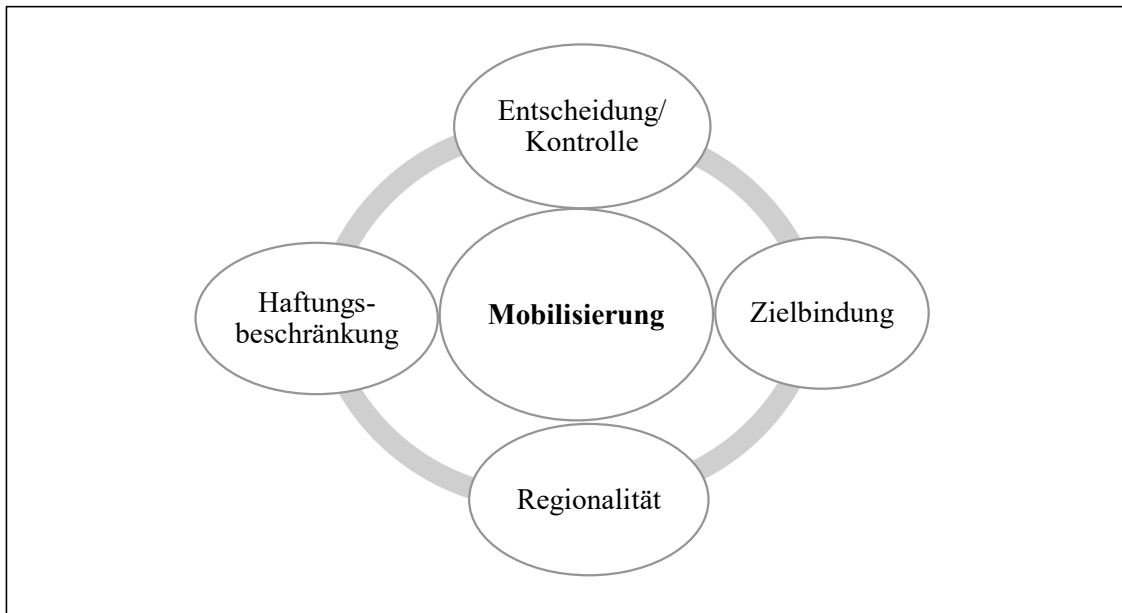 Entscheidung/
Kontrolle
Haftungs-
beschränkung
Mobilisierung
Zielbindung
Regionalität